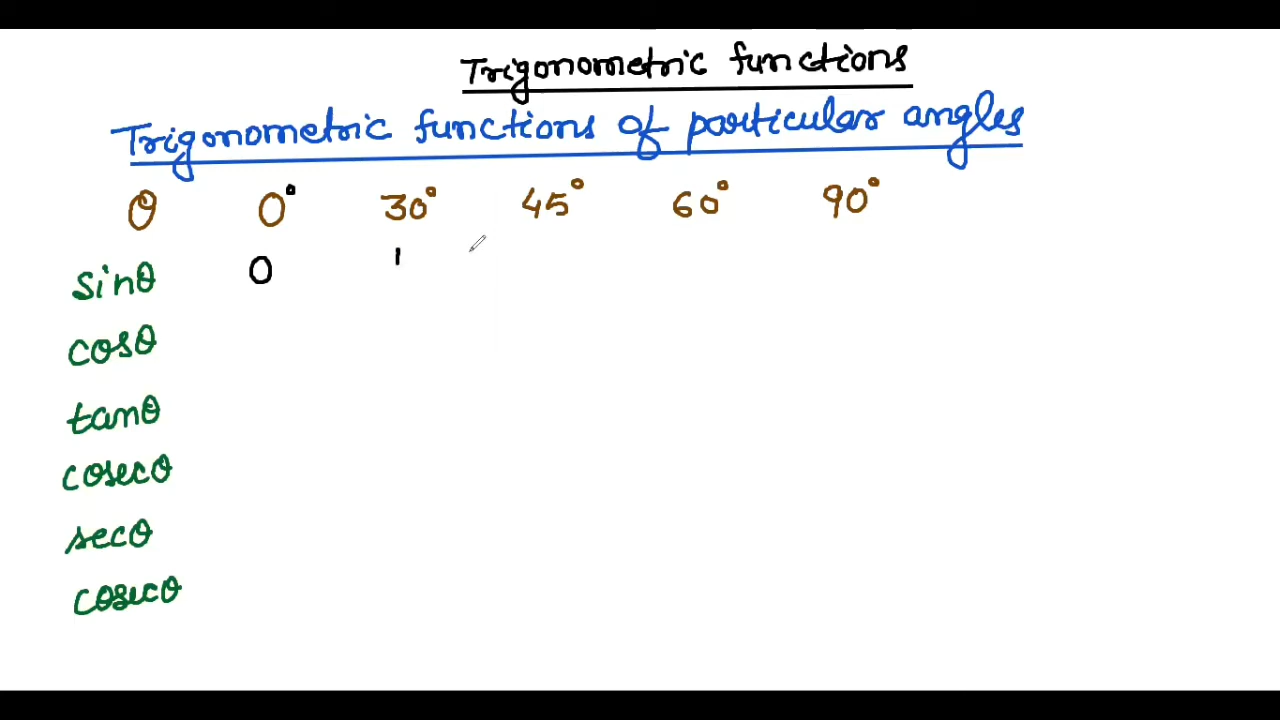 Trigonometric functions
Trigonometric functions of particular angles
θ 0° 30° 45° 60° 90°
sinθ 0 1
cosθ
tanθ
cosecθ
secθ
cosecθ